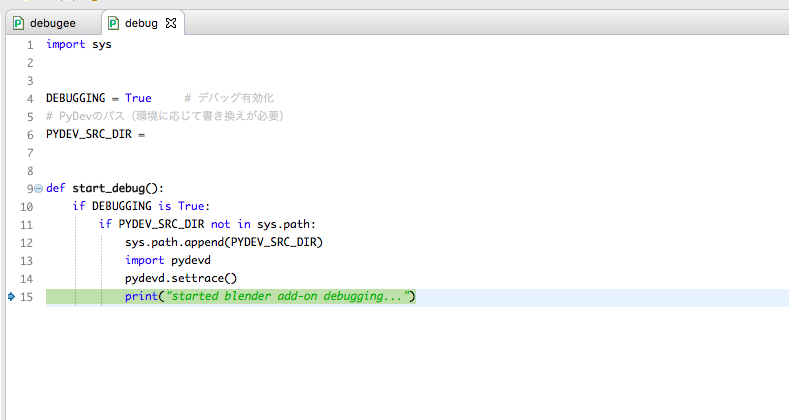 debugee
debug
1 import sys
2
3
4 DEBUGGING = True # デバッグ有効化
5 # PyDevのパス（環境に応じて書き換えが必要）
6 PYDEV_SRC_DIR =
7
8
9 def start_debug():
10 if DEBUGGING is True:
11 if PYDEV_SRC_DIR not in sys.path:
12 sys.path.append(PYDEV_SRC_DIR)
13 import pydevd
14 pydevd.settrace()
15 print("started blender add-on debugging...")